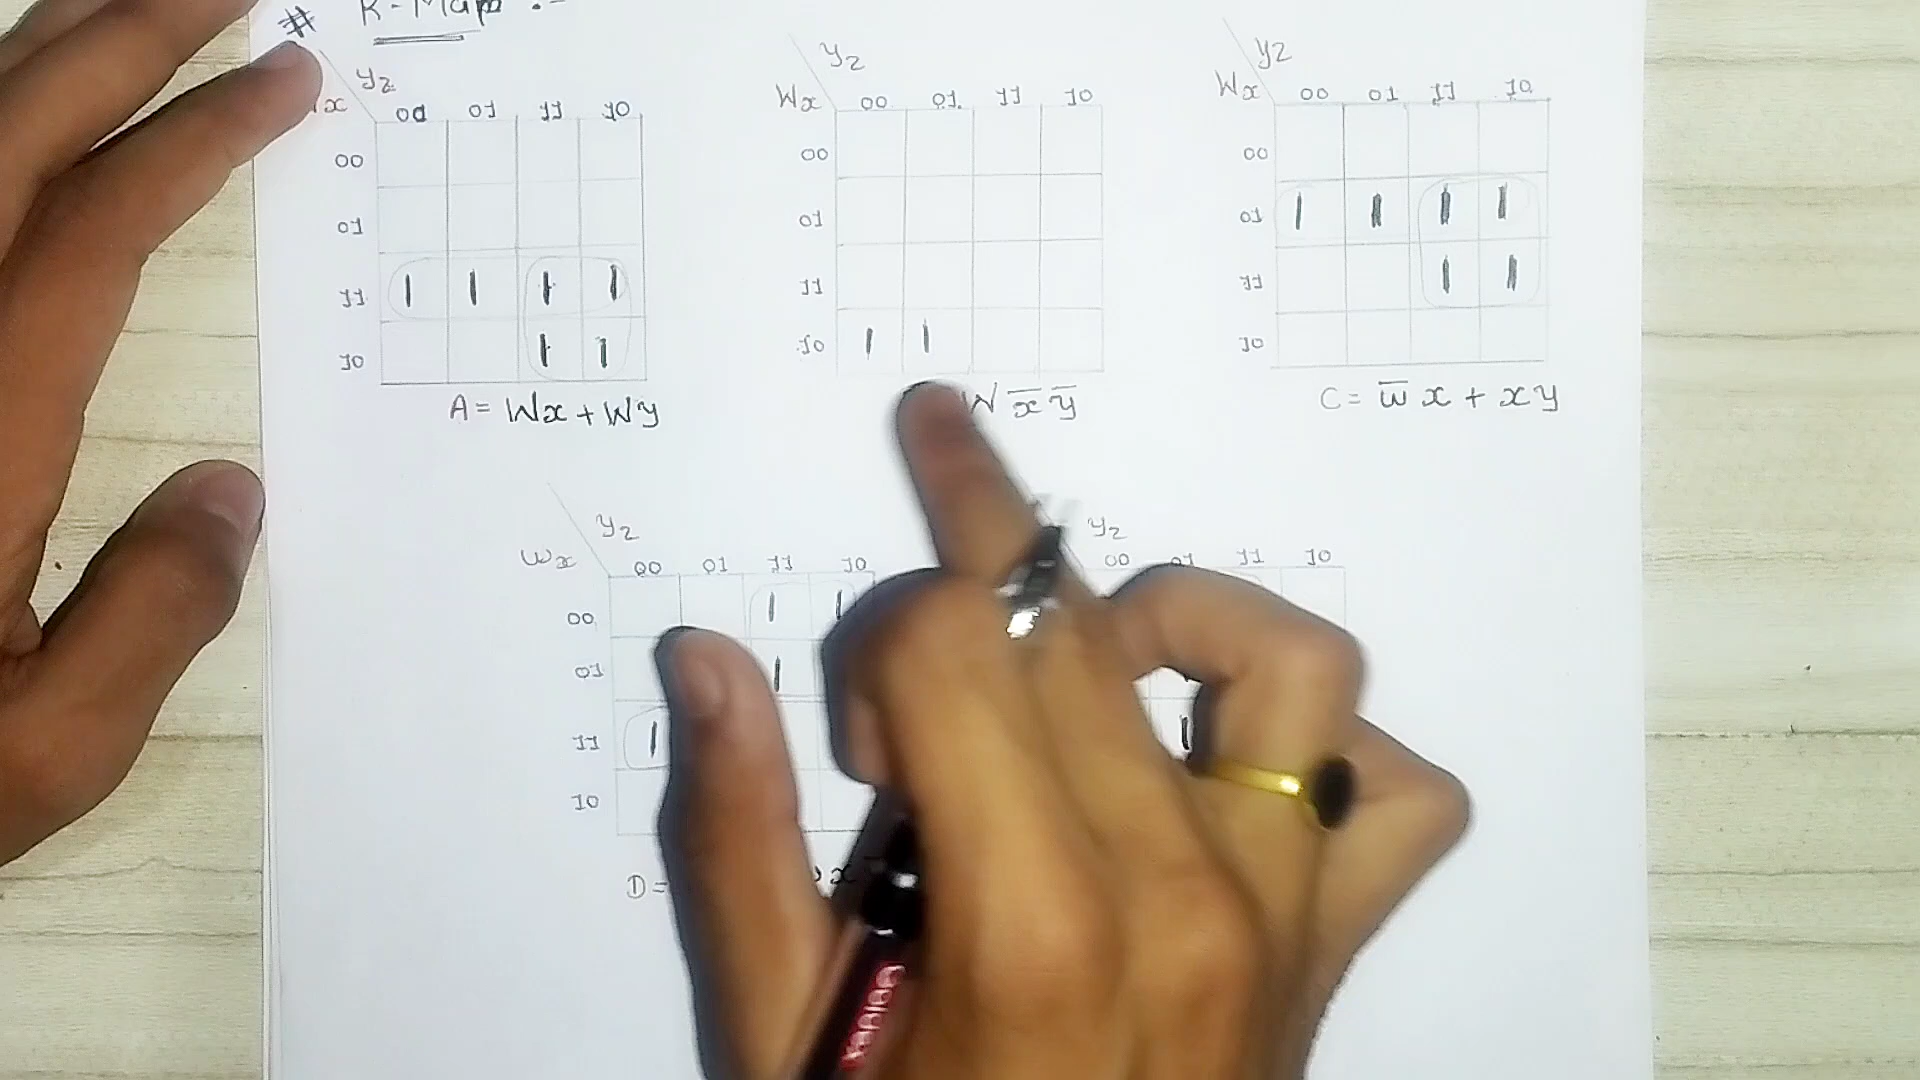 # K-Map :-
yz
x 00 01 11 10
00
01
11 1 1 1 1
10 1 1
A = Wx + Wy
yz
Wx 00 01 11 10
00
01
11
10 1 1
W x̅ y̅
yz
Wx 00 01 11 10
00
01 1 1 1 1
11 1 1
10
C = w̅ x + x y
yz
wx 00 01 11 10
00 1 1
01 1
11 1
10
D = x
yz
00 01 11 10
1